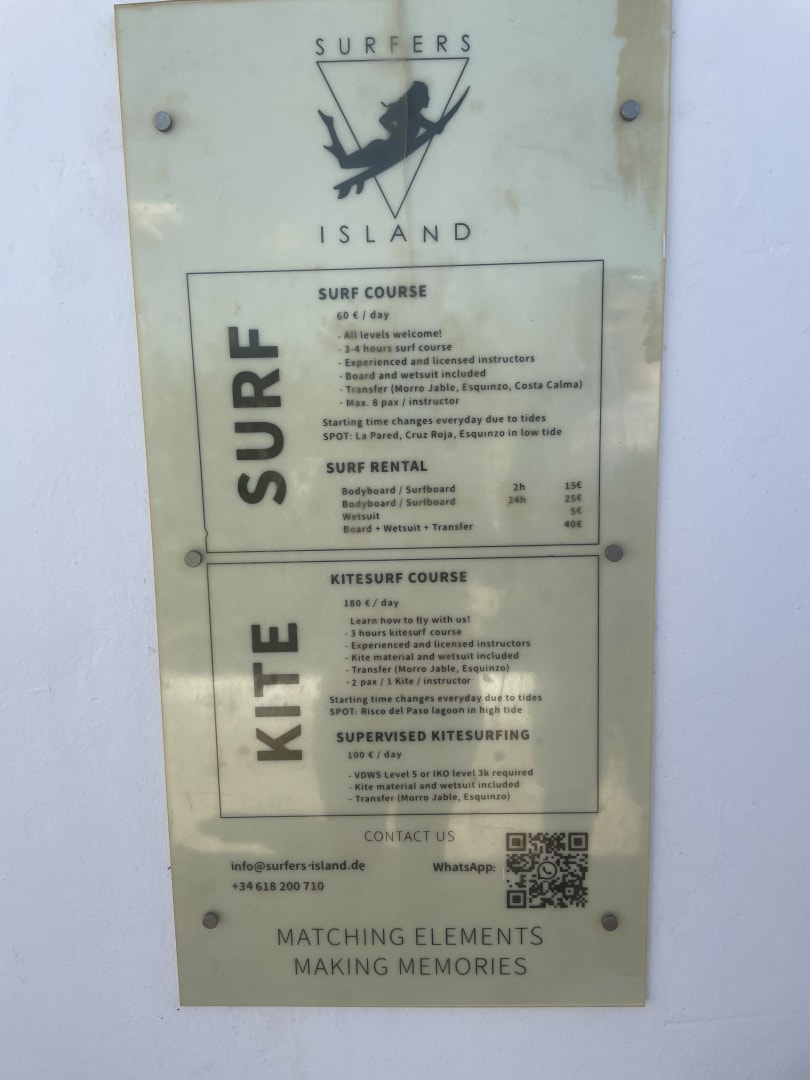 SURFERS
ISLAND
SURF
SURF COURSE
60 € / day
- All levels welcome!
- 3-4 hours surf course
- Experienced and licensed instructors
- Board and wetsuit included
- Transfer (Morro Jable, Esquinzo, Costa Calma)
- Max. 8 pax / instructor
Starting time changes everyday due to tides
SPOT: La Pared, Cruz Roja, Esquinzo in low tide
SURF RENTAL
Bodyboard / Surfboard 2h 15€
Bodyboard / Surfboard 24h 25€
Wetsuit 5€
Board + Wetsuit + Transfer 40€
KITE
KITESURF COURSE
180 € / day
Learn how to fly with us!
- 3 hours kitesurf course
- Experienced and licensed instructors
- Kite material and wetsuit included
- Transfer (Morro Jable, Esquinzo)
- 2 pax / 1 Kite / instructor
Starting time changes everyday due to tides
SPOT: Risco del Paso lagoon in high tide
SUPERVISED KITESURFING
100 € / day
- VDWS Level 5 or IKO level 3k required
- Kite material and wetsuit included
- Transfer (Morro Jable, Esquinzo)
CONTACT US
info@surfers-island.de
+34 618 200 710
WhatsApp:
MATCHING ELEMENTS
MAKING MEMORIES